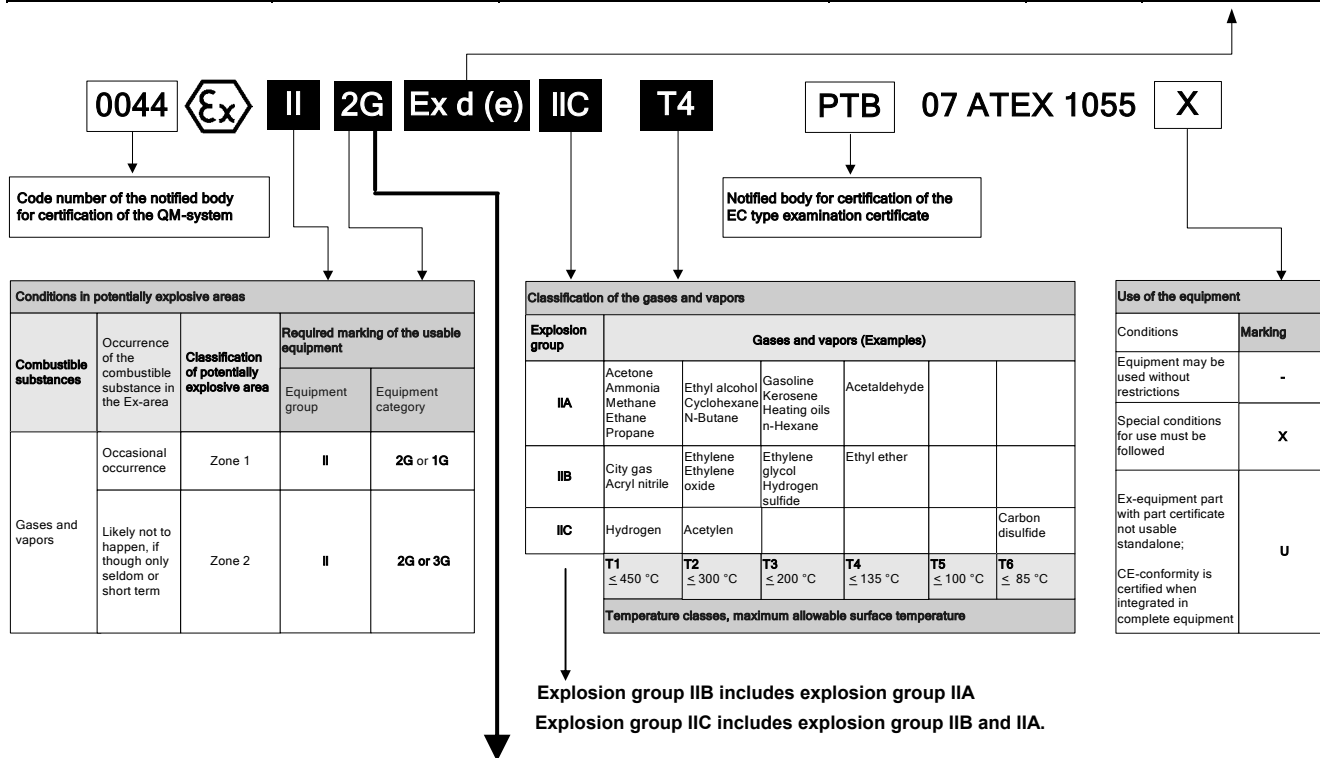 0044 Ex II 2G Ex d (e) IIC T4 PTB 07 ATEX 1055 X
Code number of the notified body
for certification of the QM-system
Notified body for certification of the
EC type examination certificate
Conditions in potentially explosive areas
Combustible
substances
Occurrence
of the
combustible
substance in
the Ex-area
Classification
of potentially
explosive area
Required marking of the usable
equipment
Equipment
group
Equipment
category
Gases and
vapors
Occasional
occurrence
Zone 1
II
2G or 1G
Likely not to
happen, if
though only
seldom or
short term
Zone 2
II
2G or 3G
Classification of the gases and vapors
Explosion
group
Gases and vapors (Examples)
IIA
Acetone
Ammonia
Methane
Ethane
Propane
Ethyl alcohol
Cyclohexane
N-Butane
Gasoline
Kerosene
Heating oils
n-Hexane
Acetaldehyde
IIB
City gas
Acryl nitrile
Ethylene
Ethylene
oxide
Ethylene
glycol
Hydrogen
sulfide
Ethyl ether
IIC
Hydrogen
Acetylen
Carbon
disulfide
T1
≤ 450 °C
T2
≤ 300 °C
T3
≤ 200 °C
T4
≤ 135 °C
T5
≤ 100 °C
T6
≤ 85 °C
Temperature classes, maximum allowable surface temperature
Use of the equipment
Conditions
Marking
Equipment may be
used without
restrictions
-
Special conditions
for use must be
followed
X
Ex-equipment part
with part certificate
not usable
standalone;
CE-conformity is
certified when
integrated in
complete equipment
U
Explosion group IIB includes explosion group IIA
Explosion group IIC includes explosion group IIB and IIA.